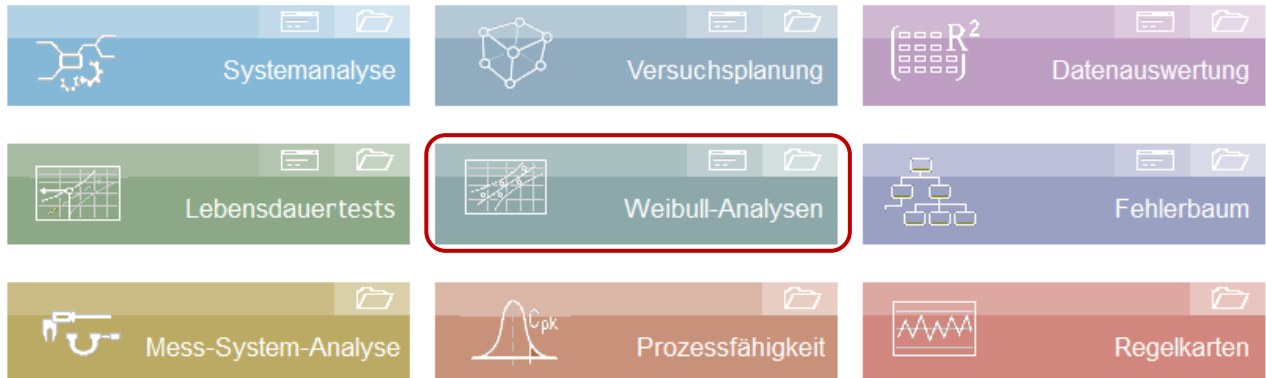 Systemanalyse
Versuchsplanung
R²
Datenauswertung
Lebensdauertests
Weibull-Analysen
Fehlerbaum
Mess-System-Analyse
Cpk
Prozessfähigkeit
Regelkarten